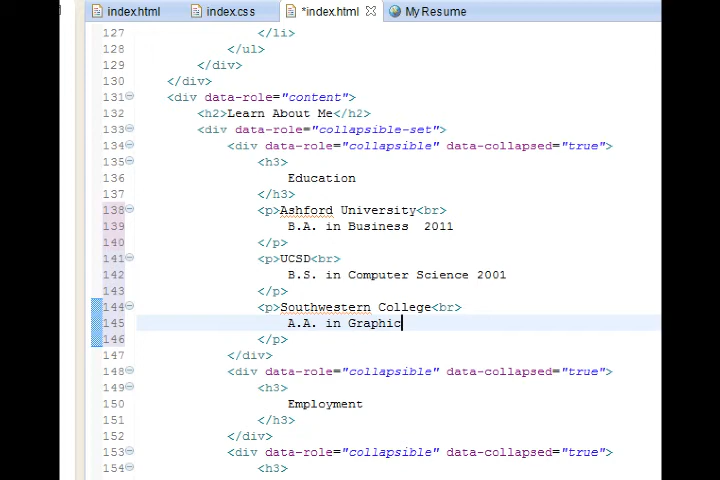 index.html index.css *index.html My Resume
127 </li>
128 </ul>
129 </div>
130 </div>
131 <div data-role="content">
132 <h2>Learn About Me</h2>
133 <div data-role="collapsible-set">
134 <div data-role="collapsible" data-collapsed="true">
135 <h3>
136 Education
137 </h3>
138 <p>Ashford University<br>
139 B.A. in Business  2011
140 </p>
141 <p>UCSD<br>
142 B.S. in Computer Science 2001
143 </p>
144 <p>Southwestern College<br>
145 A.A. in Graphic
146 </p>
147 </div>
148 <div data-role="collapsible" data-collapsed="true">
149 <h3>
150 Employment
151 </h3>
152 </div>
153 <div data-role="collapsible" data-collapsed="true">
154 <h3>